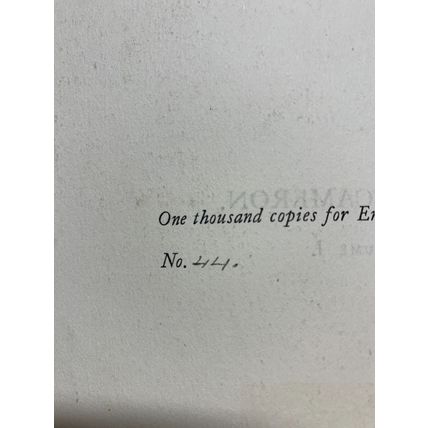 One thousand copies for En
No. 44.